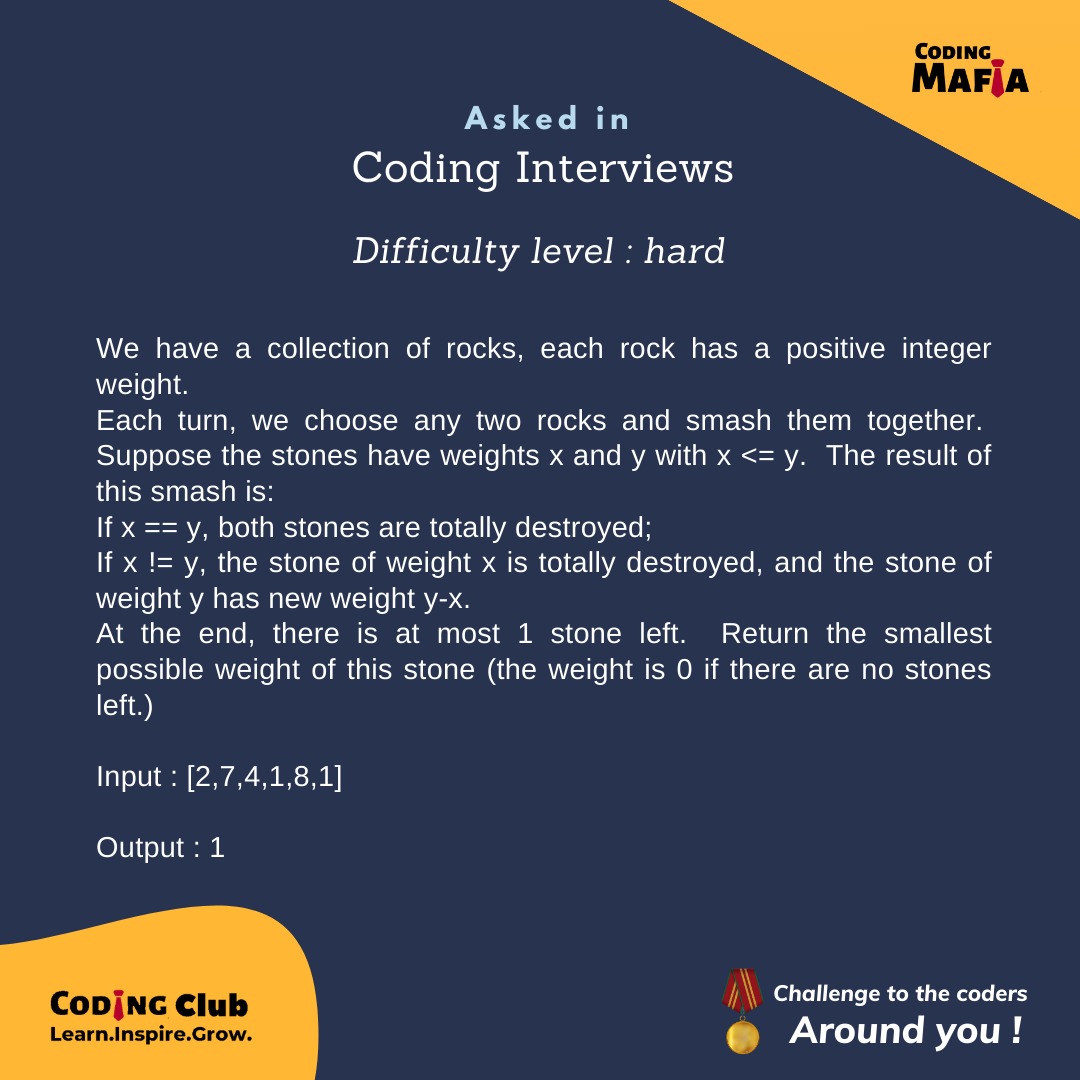 CODING
MAFIA
Asked in
Coding Interviews
Difficulty level : hard
We have a collection of rocks, each rock has a positive integer
weight.
Each turn, we choose any two rocks and smash them together.
Suppose the stones have weights x and y with x <= y.  The result of
this smash is:
If x == y, both stones are totally destroyed;
If x != y, the stone of weight x is totally destroyed, and the stone of
weight y has new weight y-x.
At the end, there is at most 1 stone left.  Return the smallest
possible weight of this stone (the weight is 0 if there are no stones
left.)
Input : [2,7,4,1,8,1]
Output : 1
CODING Club
Learn.Inspire.Grow.
Challenge to the coders
Around you !